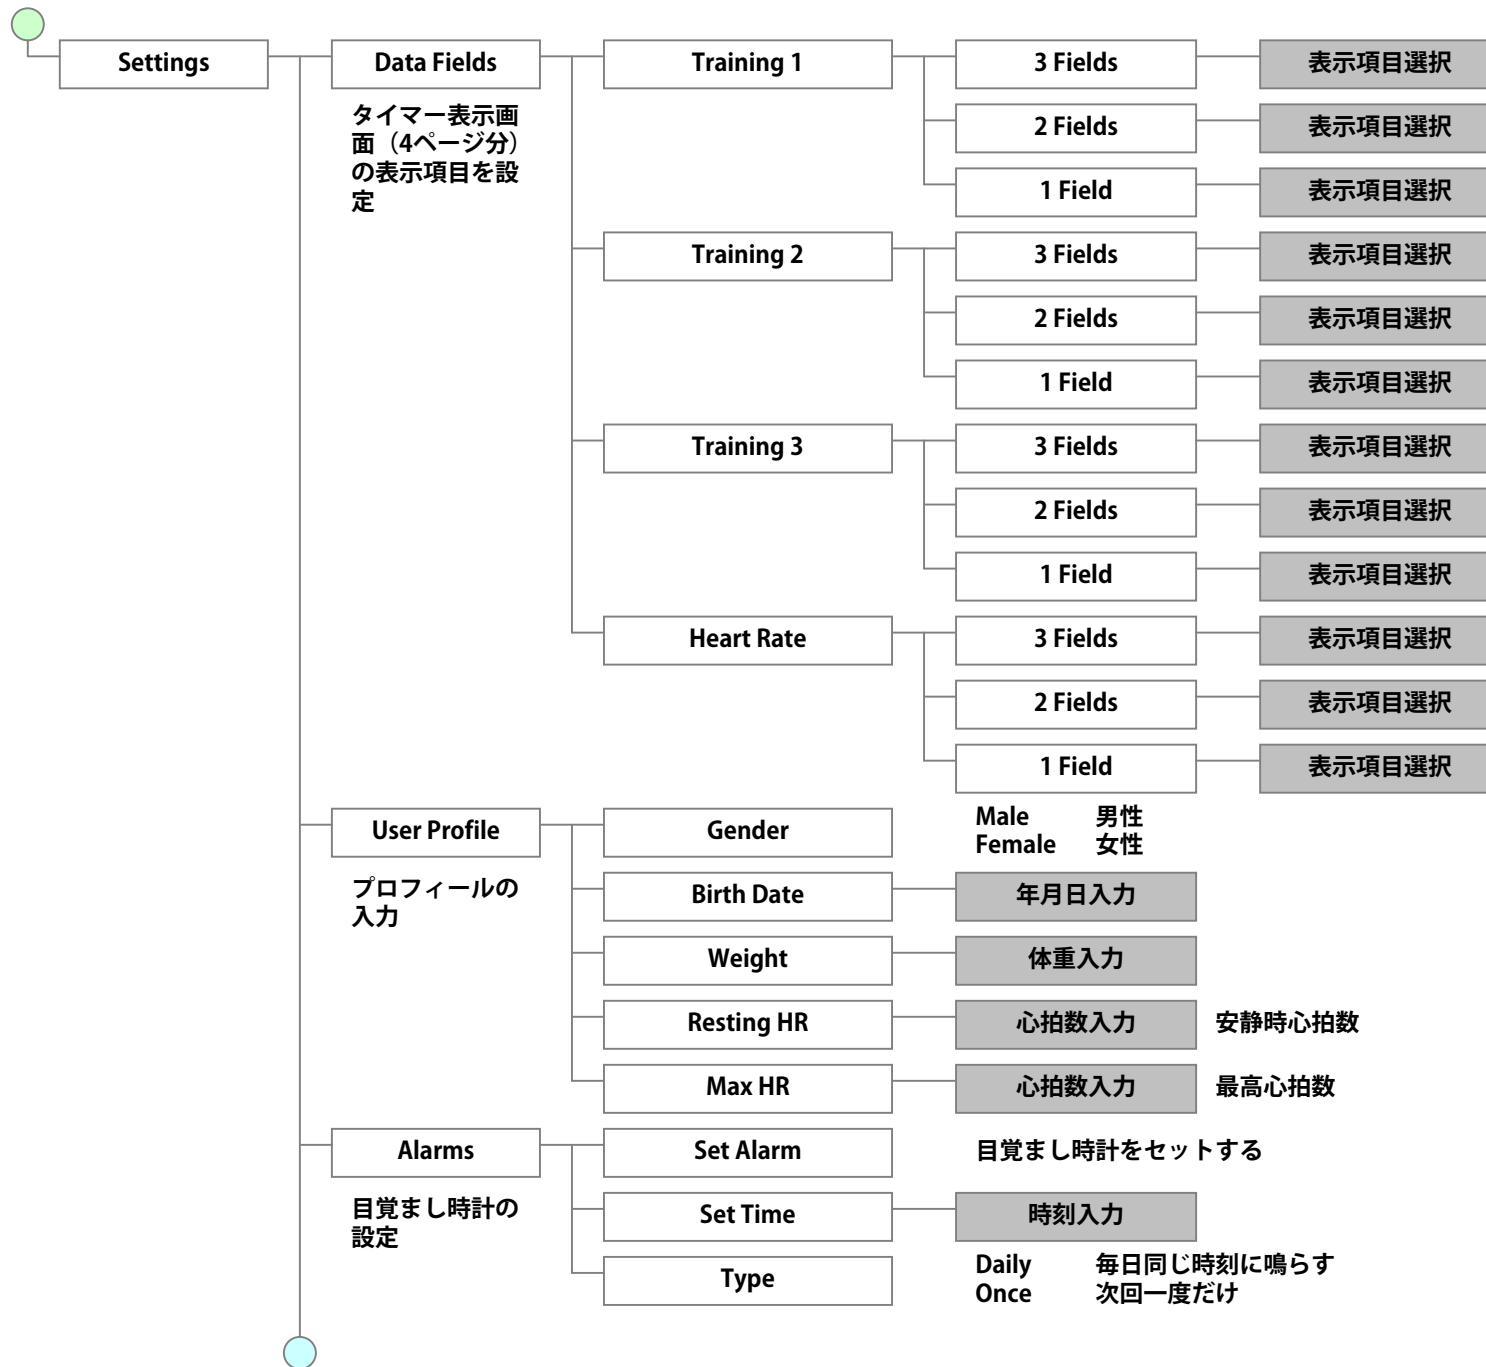 Settings
Data Fields
タイマー表示画
面（4ページ分）
の表示項目を設
定
Training 1
3 Fields
表示項目選択
2 Fields
表示項目選択
1 Field
表示項目選択
Training 2
3 Fields
表示項目選択
2 Fields
表示項目選択
1 Field
表示項目選択
Training 3
3 Fields
表示項目選択
2 Fields
表示項目選択
1 Field
表示項目選択
Heart Rate
3 Fields
表示項目選択
2 Fields
表示項目選択
1 Field
表示項目選択
User Profile
プロフィールの
入力
Gender
Male 男性
Female 女性
Birth Date
年月日入力
Weight
体重入力
Resting HR
心拍数入力
安静時心拍数
Max HR
心拍数入力
最高心拍数
Alarms
目覚まし時計の
設定
Set Alarm
目覚まし時計をセットする
Set Time
時刻入力
Type
Daily 毎日同じ時刻に鳴らす
Once 次回一度だけ